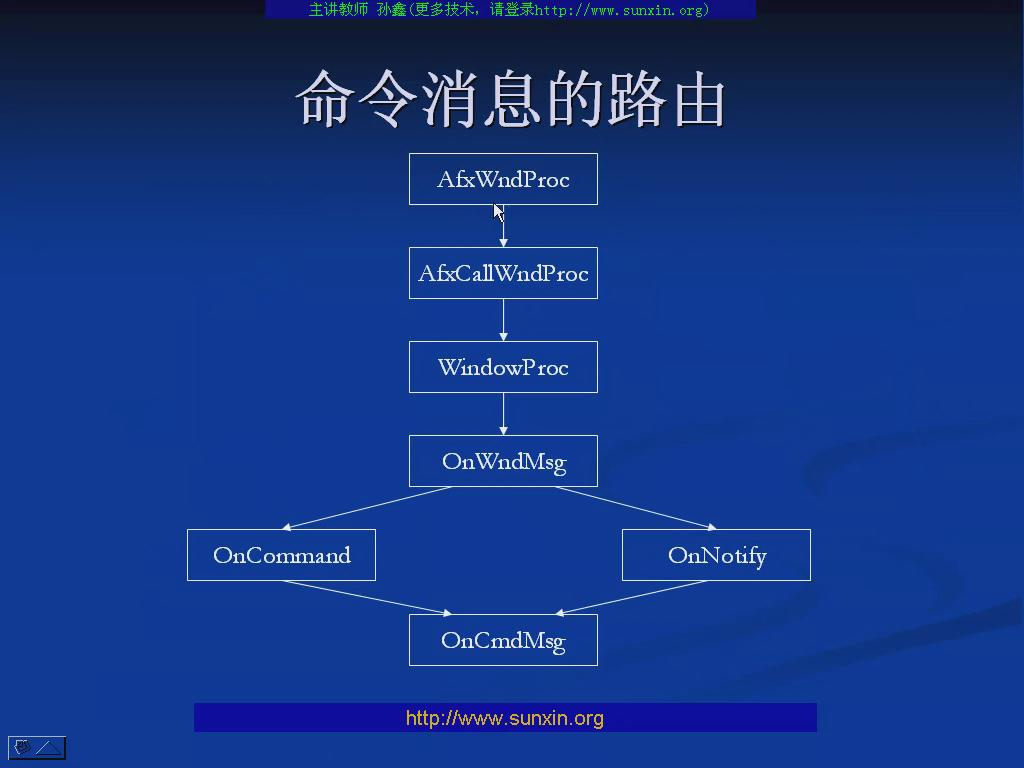 主讲教师 孙鑫(更多技术，请登录http://www.sunxin.org)
命令消息的路由
AfxWndProc
AfxCallWndProc
WindowProc
OnWndMsg
OnCommand
OnNotify
OnCmdMsg
http://www.sunxin.org